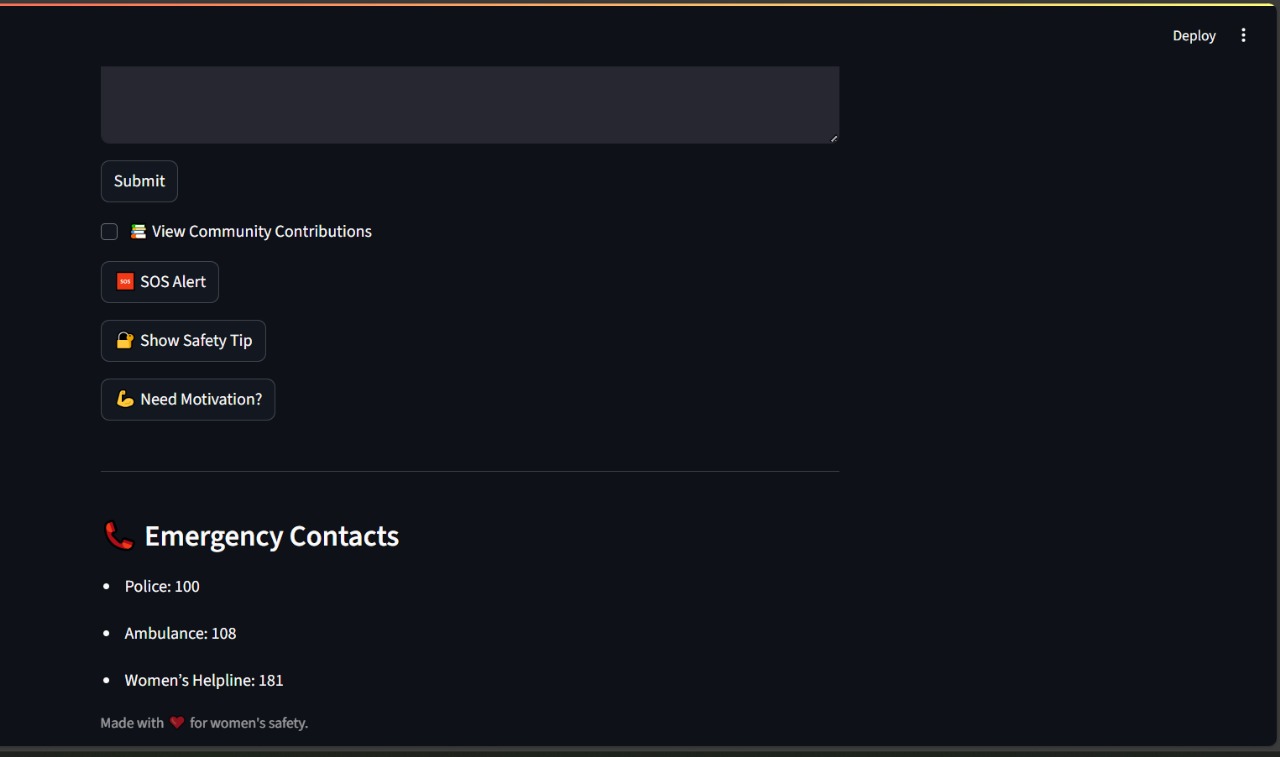 Deploy
Submit
View Community Contributions
SOS Alert
Show Safety Tip
Need Motivation?
Emergency Contacts
Police: 100
Ambulance: 108
Women’s Helpline: 181
Made with ❤️ for women's safety.